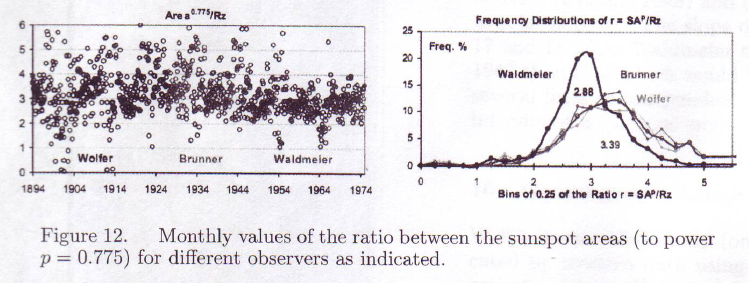 Area^0.775/Rz
6
5
4
3
2
1
0
Wolfer Brunner Waldmeier
1894 1904 1914 1924 1934 1944 1954 1964 1974
Frequency Distributions of r = SAᵖ/Rz
25
Freq. %
20
15
10
5
0
Waldmeier Brunner
2.88 Wolfer
3.39
0 1 2 3 4 5
Bins of 0.25 of the Ratio r = SAᵖ/Rz
Figure 12. Monthly values of the ratio between the sunspot areas (to power
p = 0.775) for different observers as indicated.